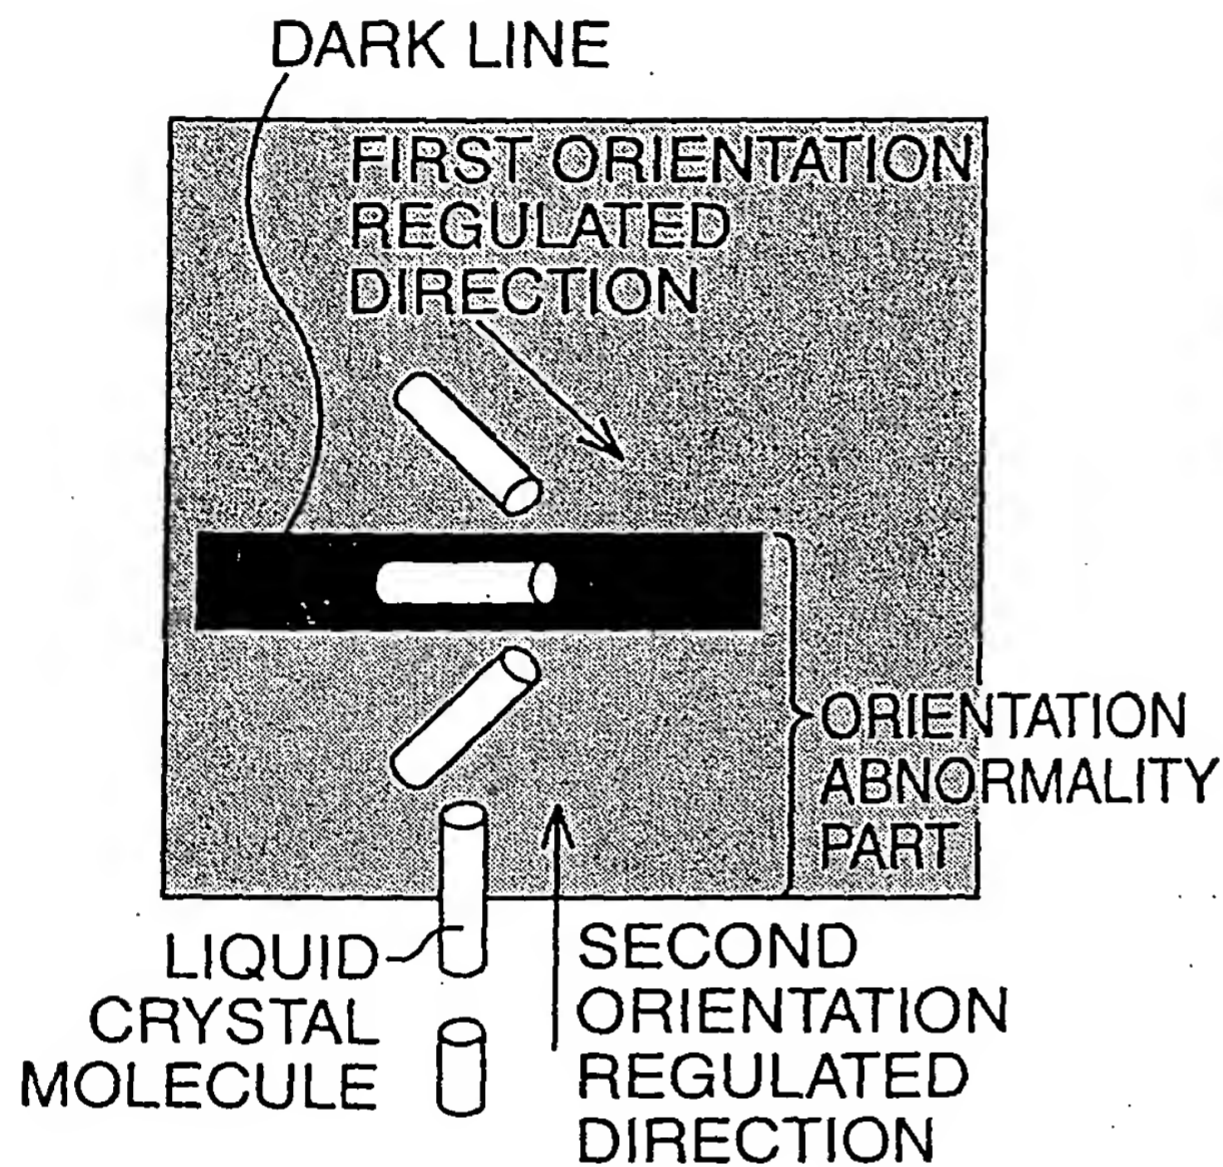 DARK LINE
FIRST ORIENTATION
REGULATED
DIRECTION
ORIENTATION
ABNORMALITY
PART
LIQUID
CRYSTAL
MOLECULE
SECOND
ORIENTATION
REGULATED
DIRECTION